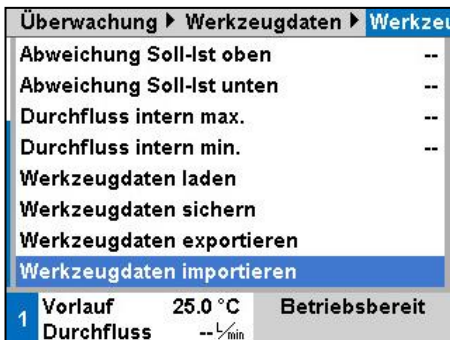 Überwachung ▶ Werkzeugdaten ▶ Werkzeu
Abweichung Soll-Ist oben --
Abweichung Soll-Ist unten --
Durchfluss intern max. --
Durchfluss intern min. --
Werkzeugdaten laden
Werkzeugdaten sichern
Werkzeugdaten exportieren
Werkzeugdaten importieren
1 Vorlauf 25.0 °C Betriebsbereit
Durchfluss -- L/min